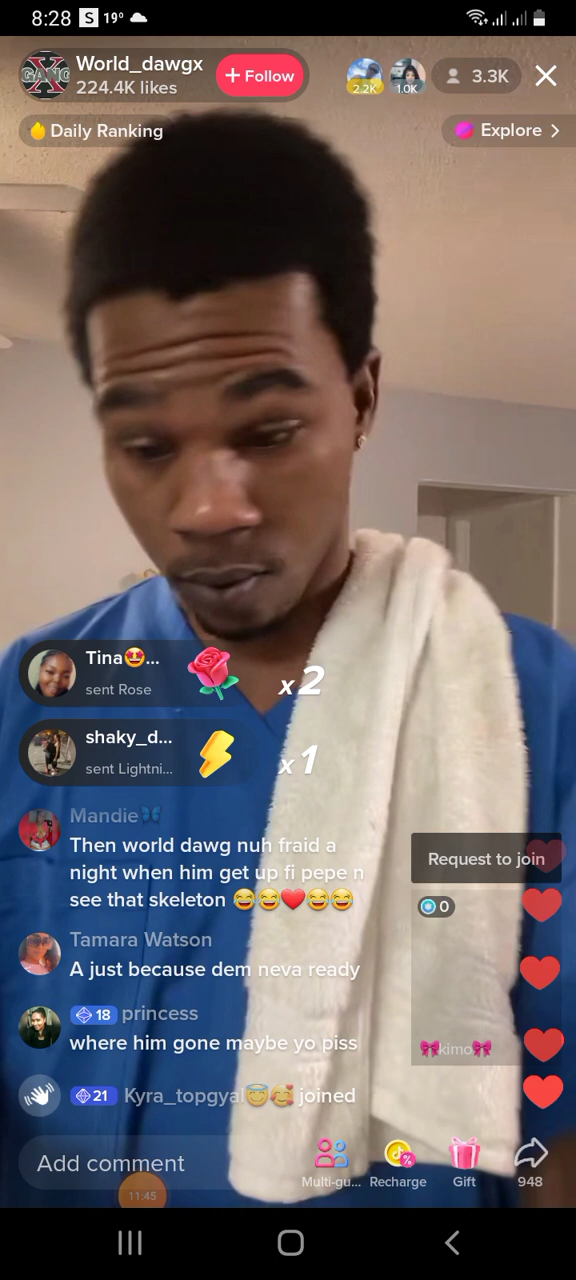 8:28 S 19°
World_dawgx
224.4K likes
+ Follow
2.2K
1.0K
3.3K
GANG
Daily Ranking
Explore >
Tina🤩...
sent Rose
x2
shaky_d...
sent Lightni...
x1
Mandie🦋
Then world dawg nuh fraid a
night when him get up fi pepe n
see that skeleton 😂😂❤️😂😂
Request to join
0
Tamara Watson
A just because dem neva ready
18 princess
where him gone maybe yo piss
🎀kimo🎀
21 Kyra_topgyal😇🥰 joined
Add comment
Multi-gu...
Recharge
Gift
948
11:45